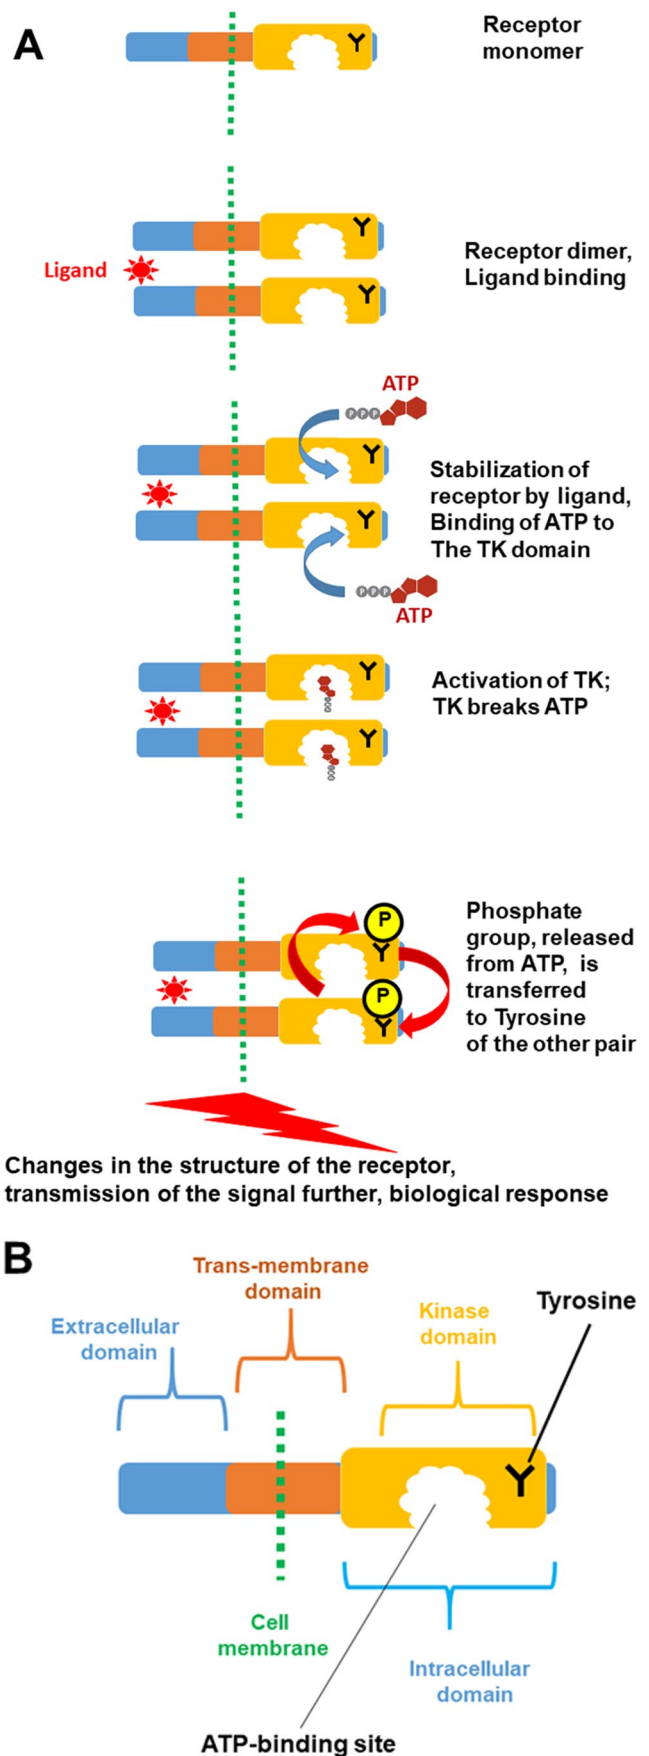 A
Receptor
monomer
Y
Ligand
Y
Y
Receptor dimer,
Ligand binding
ATP
PPP
Y
Y
Stabilization of
receptor by ligand,
Binding of ATP to
The TK domain
PPP
ATP
Y
Y
Activation of TK;
TK breaks ATP
P
Y
P
Y
Phosphate
group, released
from ATP, is
transferred
to Tyrosine
of the other pair
Changes in the structure of the receptor,
transmission of the signal further, biological response
B
Trans-membrane
domain
Extracellular
domain
Kinase
domain
Tyrosine
Y
Cell
membrane
Intracellular
domain
ATP-binding site